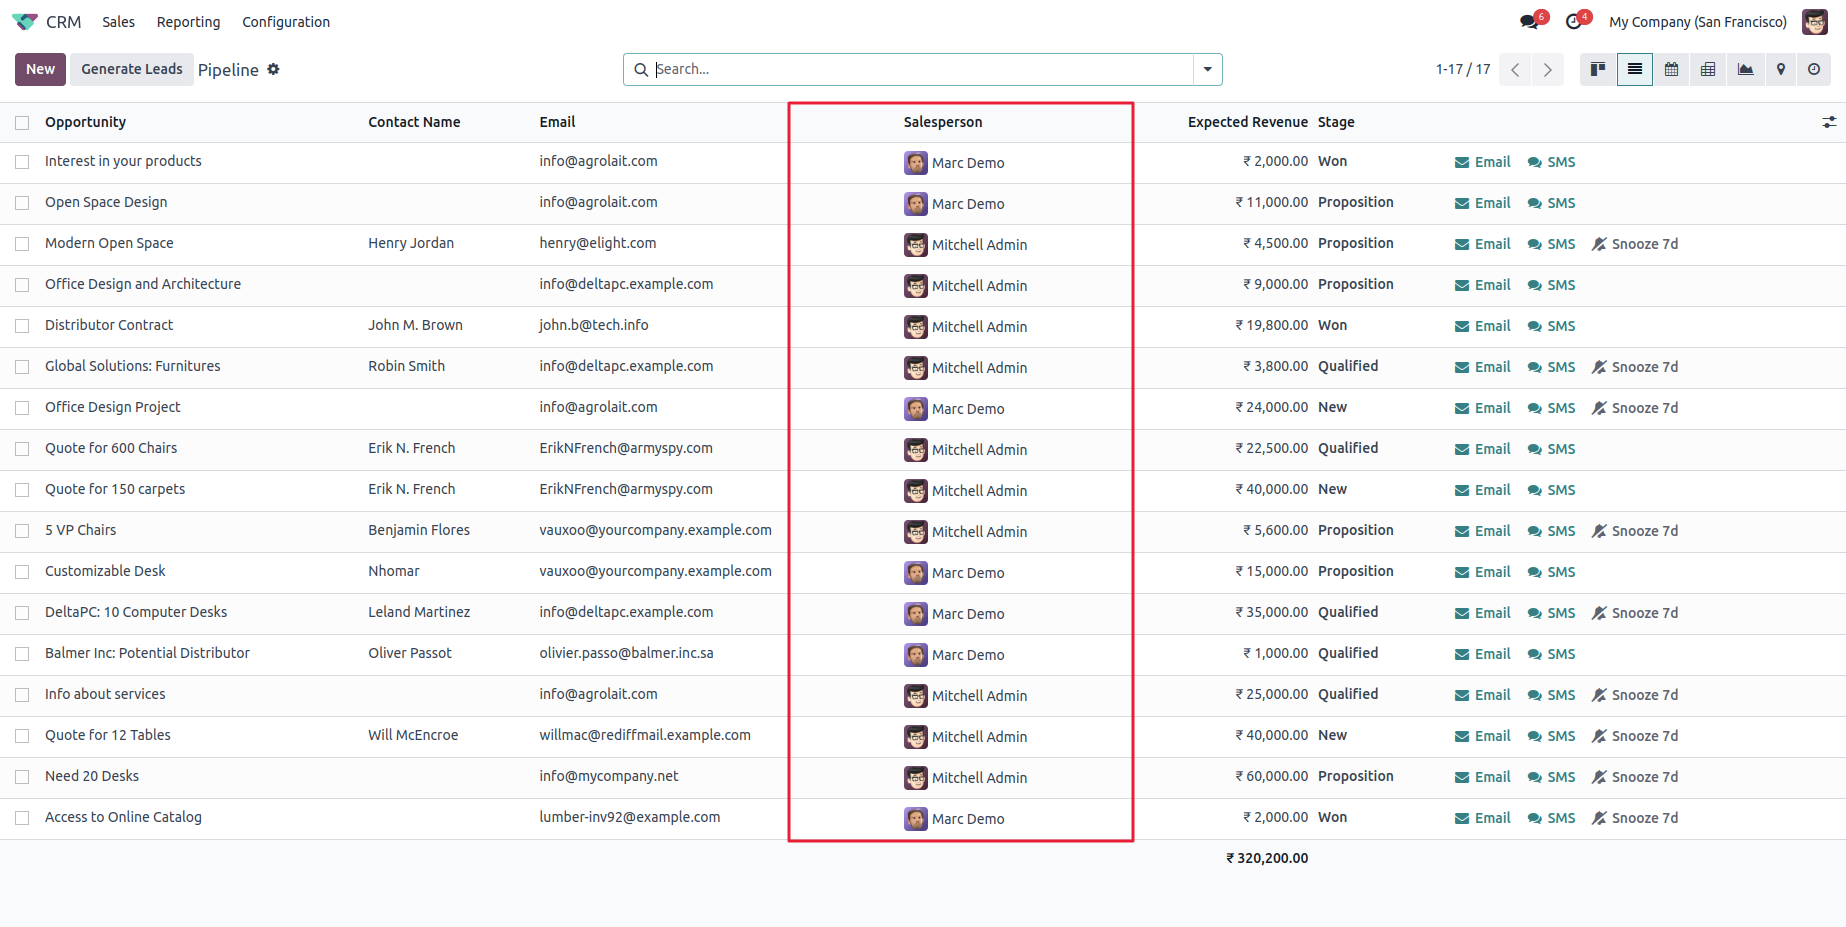 CRM Sales Reporting Configuration 6 4 My Company (San Francisco)
New Generate Leads Pipeline Search... 1-17 / 17
Opportunity Contact Name Email Salesperson Expected Revenue Stage
Interest in your products info@agrolait.com Marc Demo ₹ 2,000.00 Won Email SMS
Open Space Design info@agrolait.com Marc Demo ₹ 11,000.00 Proposition Email SMS
Modern Open Space Henry Jordan henry@elight.com Mitchell Admin ₹ 4,500.00 Proposition Email SMS Snooze 7d
Office Design and Architecture info@deltapc.example.com Mitchell Admin ₹ 9,000.00 Proposition Email SMS
Distributor Contract John M. Brown john.b@tech.info Mitchell Admin ₹ 19,800.00 Won Email SMS
Global Solutions: Furnitures Robin Smith info@deltapc.example.com Mitchell Admin ₹ 3,800.00 Qualified Email SMS Snooze 7d
Office Design Project info@agrolait.com Marc Demo ₹ 24,000.00 New Email SMS Snooze 7d
Quote for 600 Chairs Erik N. French ErikNFrench@armyspy.com Mitchell Admin ₹ 22,500.00 Qualified Email SMS
Quote for 150 carpets Erik N. French ErikNFrench@armyspy.com Mitchell Admin ₹ 40,000.00 New Email SMS
5 VP Chairs Benjamin Flores vauxoo@yourcompany.example.com Mitchell Admin ₹ 5,600.00 Proposition Email SMS Snooze 7d
Customizable Desk Nhomar vauxoo@yourcompany.example.com Marc Demo ₹ 15,000.00 Proposition Email SMS
DeltaPC: 10 Computer Desks Leland Martinez info@deltapc.example.com Marc Demo ₹ 35,000.00 Qualified Email SMS Snooze 7d
Balmer Inc: Potential Distributor Oliver Passot olivier.passo@balmer.inc.sa Marc Demo ₹ 1,000.00 Qualified Email SMS
Info about services info@agrolait.com Mitchell Admin ₹ 25,000.00 Qualified Email SMS Snooze 7d
Quote for 12 Tables Will McEncroe willmac@rediffmail.example.com Mitchell Admin ₹ 40,000.00 New Email SMS Snooze 7d
Need 20 Desks info@mycompany.net Mitchell Admin ₹ 60,000.00 Proposition Email SMS Snooze 7d
Access to Online Catalog lumber-inv92@example.com Marc Demo ₹ 2,000.00 Won Email SMS Snooze 7d
₹ 320,200.00